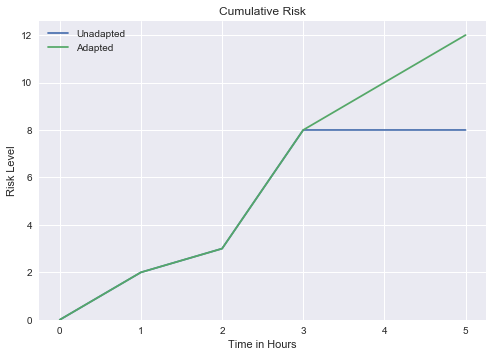 Cumulative Risk
Unadapted
Adapted
12
10
8
6
4
2
0
Risk Level
0 1 2 3 4 5
Time in Hours